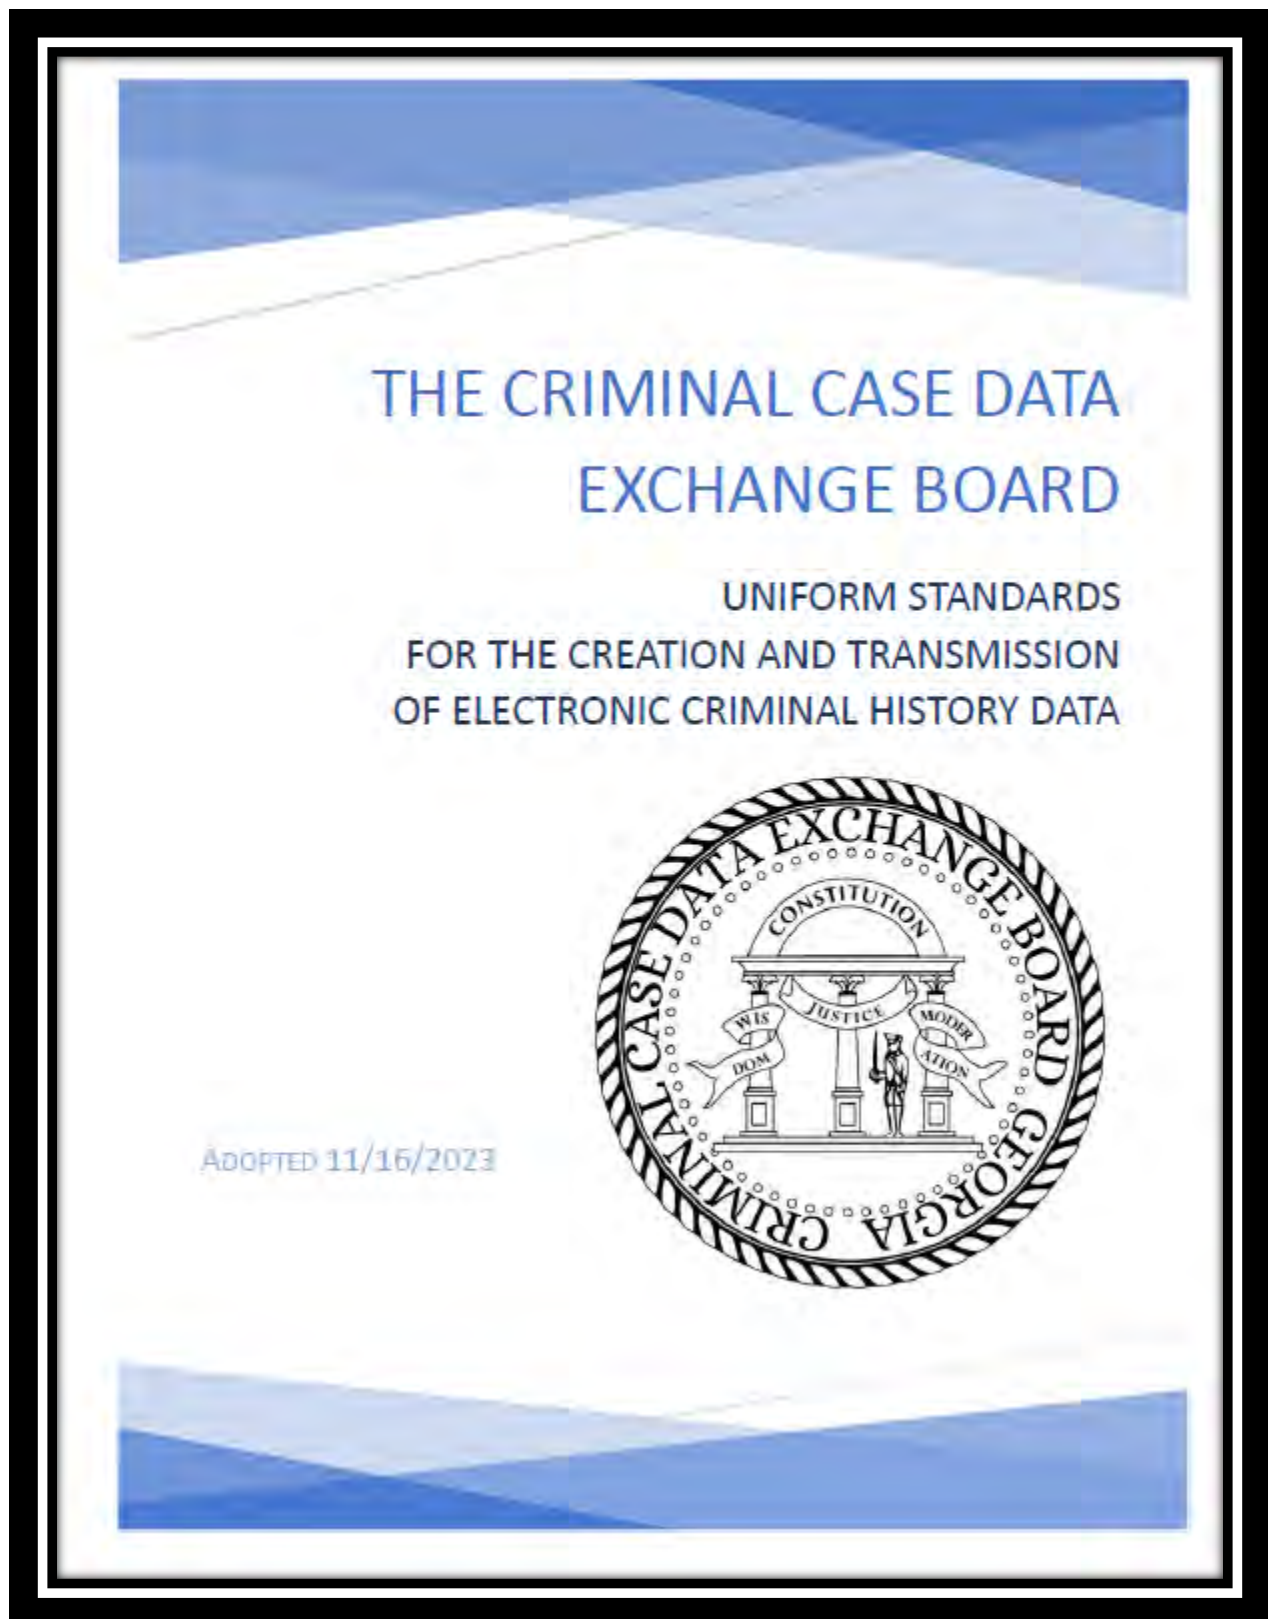 THE CRIMINAL CASE DATA
EXCHANGE BOARD
UNIFORM STANDARDS
FOR THE CREATION AND TRANSMISSION
OF ELECTRONIC CRIMINAL HISTORY DATA
CRIMINAL CASE DATA EXCHANGE BOARD GEORGIA
CONSTITUTION
JUSTICE
WIS
DOM
MODER
ATION
ADOPTED 11/16/2023